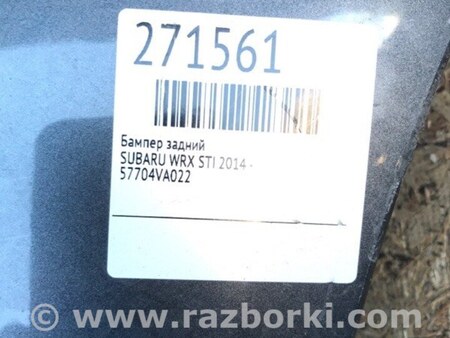 271561
Бампер задний
SUBARU WRX STI 2014 -
57704VA022
© www.razborki.com